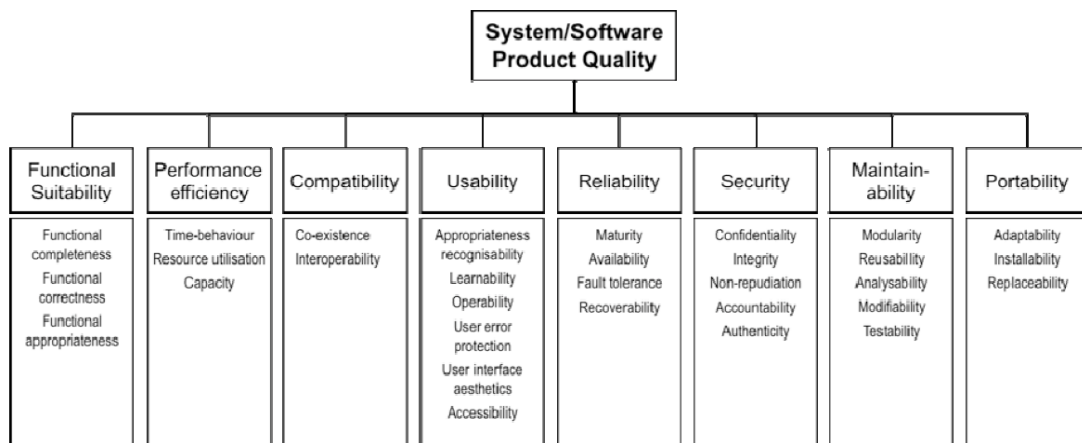 System/Software
Product Quality
Functional
Suitability
Functional
completeness
Functional
correctness
Functional
appropriateness
Performance
efficiency
Time-behaviour
Resource utilisation
Capacity
Compatibility
Co-existence
Interoperability
Usability
Appropriateness
recognisability
Learnability
Operability
User error
protection
User interface
aesthetics
Accessibility
Reliability
Maturity
Availability
Fault tolerance
Recoverability
Security
Confidentiality
Integrity
Non-repudiation
Accountability
Authenticity
Maintain-
ability
Modularity
Reusability
Analysability
Modifiability
Testability
Portability
Adaptability
Installability
Replaceability